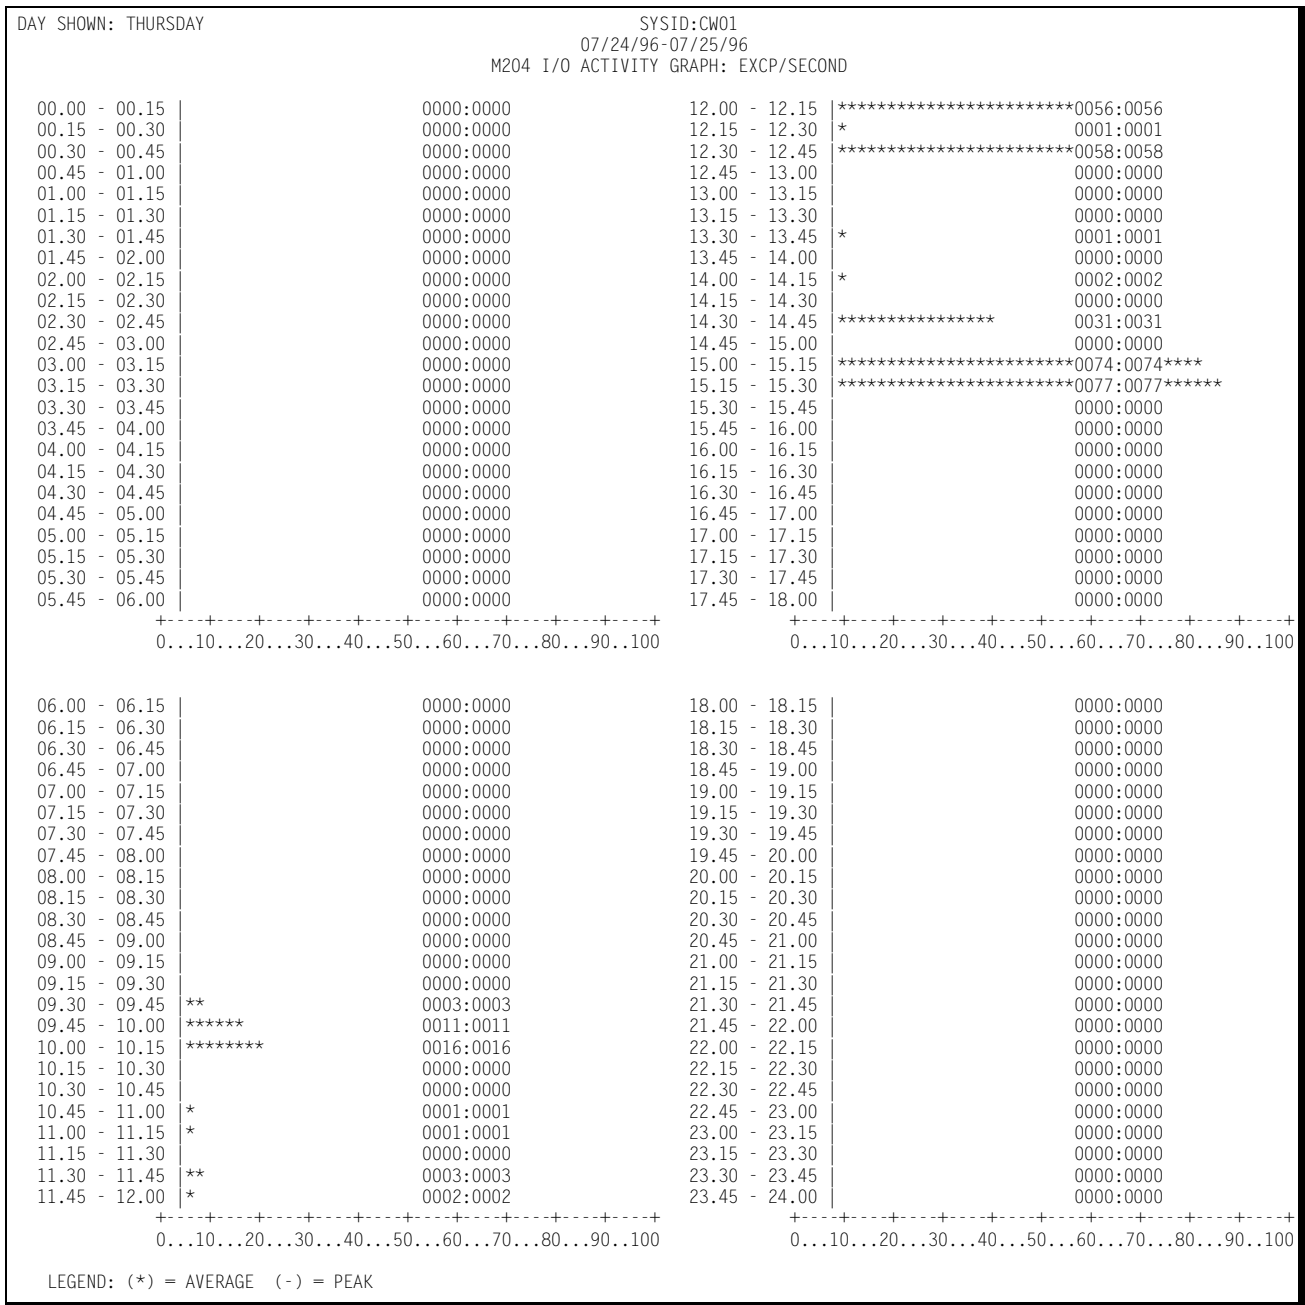 DAY SHOWN: THURSDAY SYSID:CW01
07/24/96-07/25/96
M204 I/O ACTIVITY GRAPH: EXCP/SECOND
00.00 - 00.15 | 0000:0000 12.00 - 12.15 |************************0056:0056
00.15 - 00.30 | 0000:0000 12.15 - 12.30 |* 0001:0001
00.30 - 00.45 | 0000:0000 12.30 - 12.45 |************************0058:0058
00.45 - 01.00 | 0000:0000 12.45 - 13.00 | 0000:0000
01.00 - 01.15 | 0000:0000 13.00 - 13.15 | 0000:0000
01.15 - 01.30 | 0000:0000 13.15 - 13.30 | 0000:0000
01.30 - 01.45 | 0000:0000 13.30 - 13.45 |* 0001:0001
01.45 - 02.00 | 0000:0000 13.45 - 14.00 | 0000:0000
02.00 - 02.15 | 0000:0000 14.00 - 14.15 |* 0002:0002
02.15 - 02.30 | 0000:0000 14.15 - 14.30 | 0000:0000
02.30 - 02.45 | 0000:0000 14.30 - 14.45 |**************** 0031:0031
02.45 - 03.00 | 0000:0000 14.45 - 15.00 | 0000:0000
03.00 - 03.15 | 0000:0000 15.00 - 15.15 |************************0074:0074****
03.15 - 03.30 | 0000:0000 15.15 - 15.30 |************************0077:0077******
03.30 - 03.45 | 0000:0000 15.30 - 15.45 | 0000:0000
03.45 - 04.00 | 0000:0000 15.45 - 16.00 | 0000:0000
04.00 - 04.15 | 0000:0000 16.00 - 16.15 | 0000:0000
04.15 - 04.30 | 0000:0000 16.15 - 16.30 | 0000:0000
04.30 - 04.45 | 0000:0000 16.30 - 16.45 | 0000:0000
04.45 - 05.00 | 0000:0000 16.45 - 17.00 | 0000:0000
05.00 - 05.15 | 0000:0000 17.00 - 17.15 | 0000:0000
05.15 - 05.30 | 0000:0000 17.15 - 17.30 | 0000:0000
05.30 - 05.45 | 0000:0000 17.30 - 17.45 | 0000:0000
05.45 - 06.00 | 0000:0000 17.45 - 18.00 | 0000:0000
+----+----+----+----+----+----+----+----+----+----+ +----+----+----+----+----+----+----+----+----+----+
0...10...20...30...40...50...60...70...80...90..100 0...10...20...30...40...50...60...70...80...90..100
06.00 - 06.15 | 0000:0000 18.00 - 18.15 | 0000:0000
06.15 - 06.30 | 0000:0000 18.15 - 18.30 | 0000:0000
06.30 - 06.45 | 0000:0000 18.30 - 18.45 | 0000:0000
06.45 - 07.00 | 0000:0000 18.45 - 19.00 | 0000:0000
07.00 - 07.15 | 0000:0000 19.00 - 19.15 | 0000:0000
07.15 - 07.30 | 0000:0000 19.15 - 19.30 | 0000:0000
07.30 - 07.45 | 0000:0000 19.30 - 19.45 | 0000:0000
07.45 - 08.00 | 0000:0000 19.45 - 20.00 | 0000:0000
08.00 - 08.15 | 0000:0000 20.00 - 20.15 | 0000:0000
08.15 - 08.30 | 0000:0000 20.15 - 20.30 | 0000:0000
08.30 - 08.45 | 0000:0000 20.30 - 20.45 | 0000:0000
08.45 - 09.00 | 0000:0000 20.45 - 21.00 | 0000:0000
09.00 - 09.15 | 0000:0000 21.00 - 21.15 | 0000:0000
09.15 - 09.30 | 0000:0000 21.15 - 21.30 | 0000:0000
09.30 - 09.45 |** 0003:0003 21.30 - 21.45 | 0000:0000
09.45 - 10.00 |****** 0011:0011 21.45 - 22.00 | 0000:0000
10.00 - 10.15 |******** 0016:0016 22.00 - 22.15 | 0000:0000
10.15 - 10.30 | 0000:0000 22.15 - 22.30 | 0000:0000
10.30 - 10.45 | 0000:0000 22.30 - 22.45 | 0000:0000
10.45 - 11.00 |* 0001:0001 22.45 - 23.00 | 0000:0000
11.00 - 11.15 |* 0001:0001 23.00 - 23.15 | 0000:0000
11.15 - 11.30 | 0000:0000 23.15 - 23.30 | 0000:0000
11.30 - 11.45 |** 0003:0003 23.30 - 23.45 | 0000:0000
11.45 - 12.00 |* 0002:0002 23.45 - 24.00 | 0000:0000
+----+----+----+----+----+----+----+----+----+----+ +----+----+----+----+----+----+----+----+----+----+
0...10...20...30...40...50...60...70...80...90..100 0...10...20...30...40...50...60...70...80...90..100
LEGEND: (*) = AVERAGE (-) = PEAK